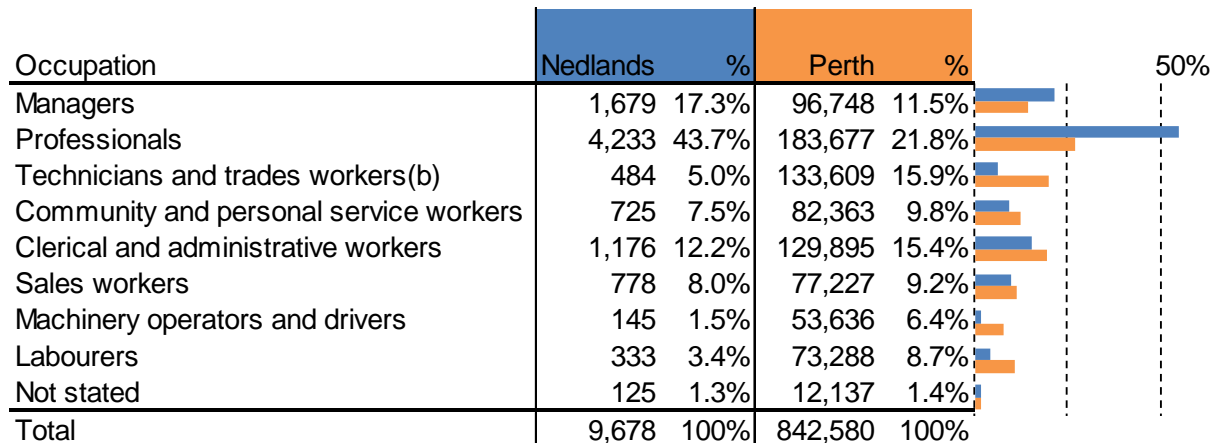 Occupation Nedlands % Perth % 50%
Managers 1,679 17.3% 96,748 11.5%
Professionals 4,233 43.7% 183,677 21.8%
Technicians and trades workers(b) 484 5.0% 133,609 15.9%
Community and personal service workers 725 7.5% 82,363 9.8%
Clerical and administrative workers 1,176 12.2% 129,895 15.4%
Sales workers 778 8.0% 77,227 9.2%
Machinery operators and drivers 145 1.5% 53,636 6.4%
Labourers 333 3.4% 73,288 8.7%
Not stated 125 1.3% 12,137 1.4%
Total 9,678 100% 842,580 100%